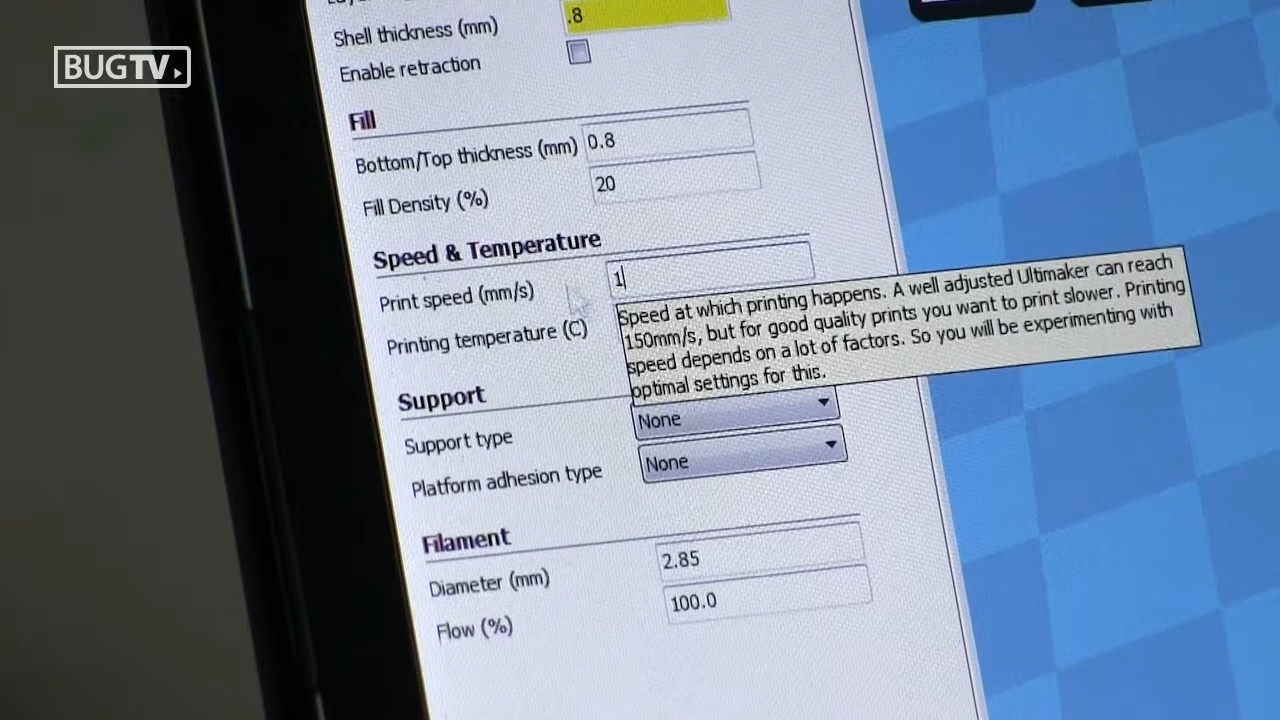 BUGTV
Shell thickness (mm) .8
Enable retraction
Fill
Bottom/Top thickness (mm) 0.8
Fill Density (%) 20
Speed & Temperature
Print speed (mm/s) 1
Printing temperature (C)
Speed at which printing happens. A well adjusted Ultimaker can reach
150mm/s, but for good quality prints you want to print slower. Printing
speed depends on a lot of factors. So you will be experimenting with
optimal settings for this.
Support
Support type None
Platform adhesion type None
Filament
Diameter (mm) 2.85
Flow (%) 100.0